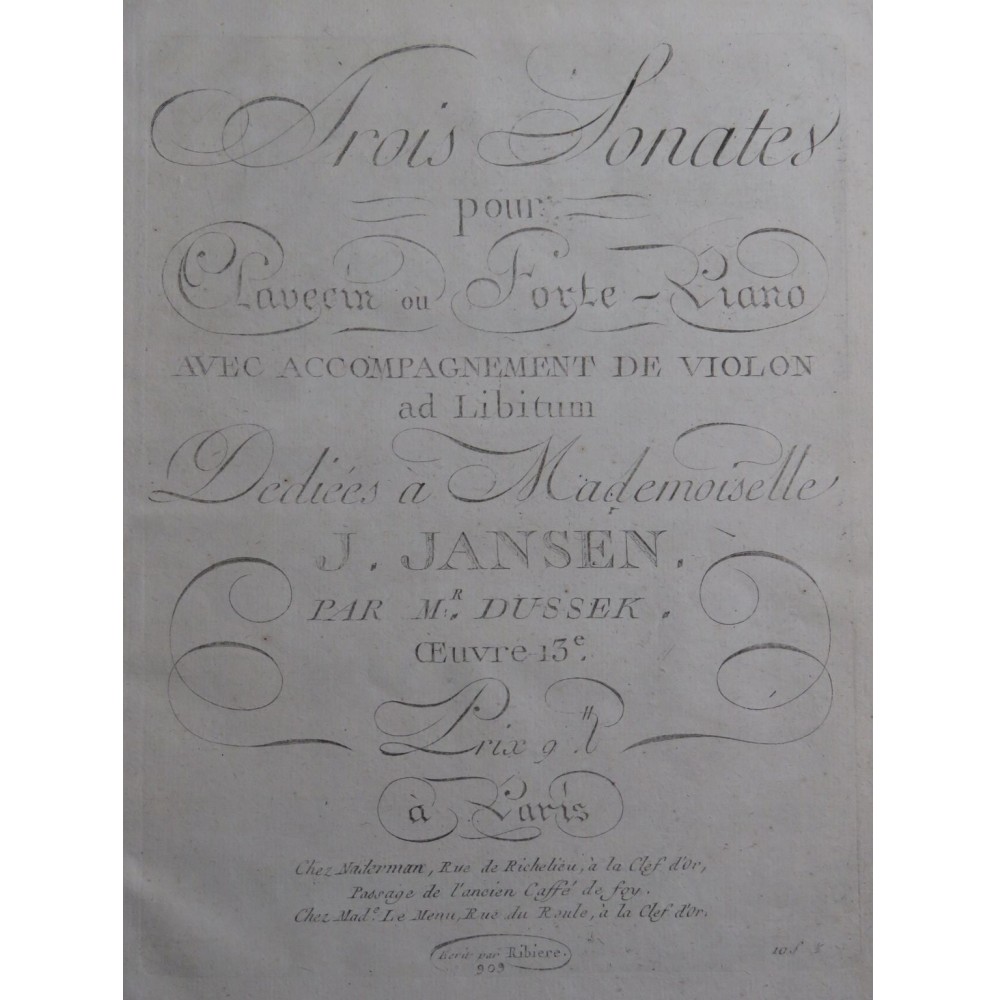 Trois Sonates
pour
Clavecin ou Forte-Piano
AVEC ACCOMPAGNEMENT DE VIOLON
ad Libitum
Dediées à Mademoiselle
J. JANSEN.
PAR MR. DUSSEK.
Œuvre 13e.
Prix 9#
à Paris
Chez Naderman, Rue de Richelieu, à la Clef d'Or,
Passage de l'ancien Caffé de foy.
Chez Made. Le Menu, Rue du Roule, à la Clef d'Or.
Ecrit par Ribiere.
909